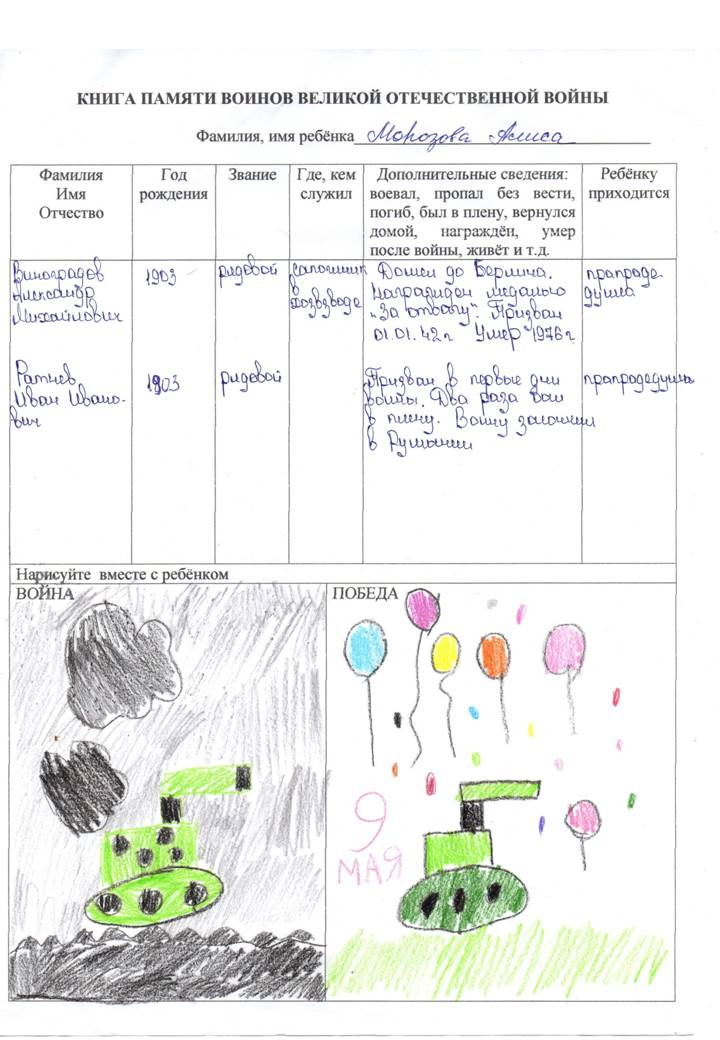 КНИГА ПАМЯТИ ВОИНОВ ВЕЛИКОЙ ОТЕЧЕСТВЕННОЙ ВОЙНЫ
Фамилия, имя ребёнка Морозова Алиса
Фамилия
Имя
Отчество
Год
рождения
Звание
Где, кем
служил
Дополнительные сведения:
воевал, пропал без вести,
погиб, был в плену, вернулся
домой, награждён, умер
после войны, живёт и т.д.
Ребёнку
приходится
Виноградов
Александр
Михайлович
1903
рядовой
сапожник
в
хозвзводе
Дошел до Берлина.
Награжден медалью
"За отвагу". Призван
01.01.42г Умер 1976г
прапраде-
душка
Ратнев
Иван Ивано-
вич
1903
рядовой
Призван в первые дни
войны. Два раза был
в плену. Войну закончил
в Румынии
прапрадедушка
Нарисуйте вместе с ребёнком
ВОЙНА
ПОБЕДА
9
МАЯ